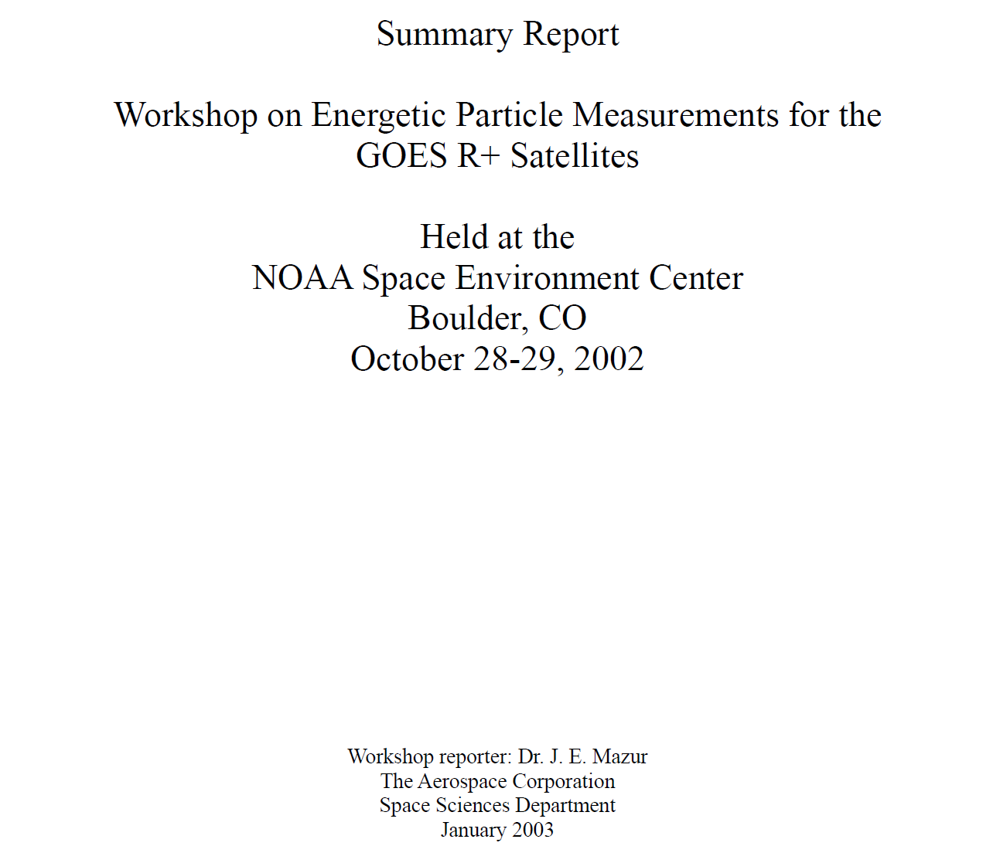 Summary Report
Workshop on Energetic Particle Measurements for the
GOES R+ Satellites
Held at the
NOAA Space Environment Center
Boulder, CO
October 28-29, 2002
Workshop reporter: Dr. J. E. Mazur
The Aerospace Corporation
Space Sciences Department
January 2003